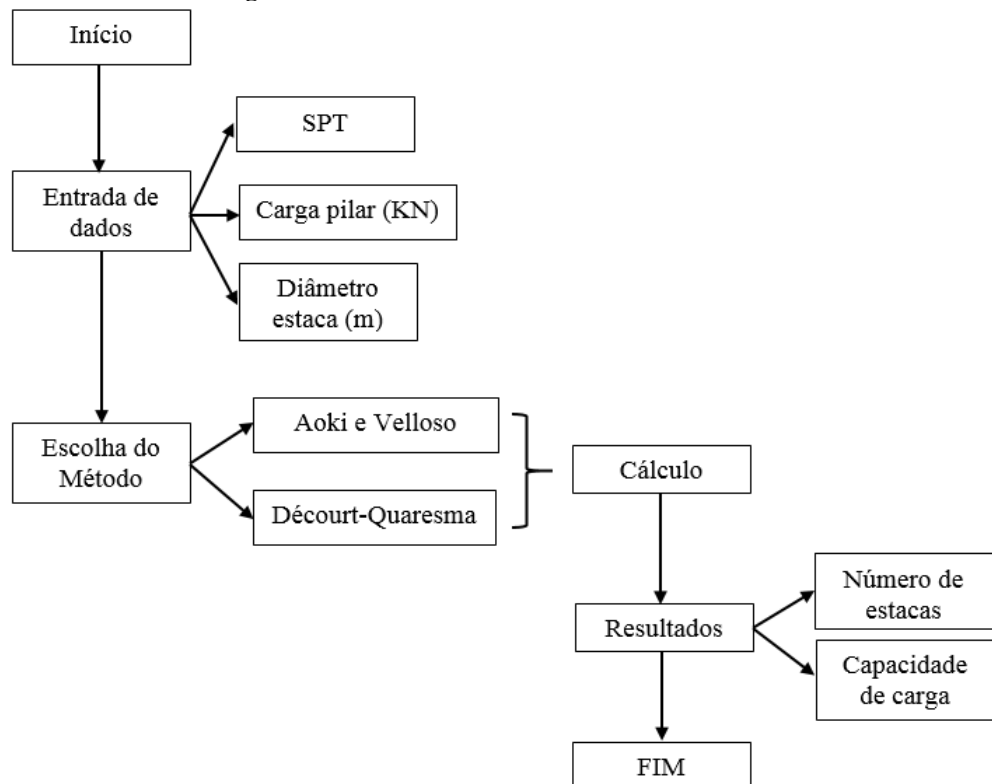 Início
SPT
Entrada de
dados
Carga pilar (KN)
Diâmetro
estaca (m)
Escolha do
Método
Aoki e Velloso
Décourt-Quaresma
Cálculo
Resultados
Número de
estacas
Capacidade
de carga
FIM